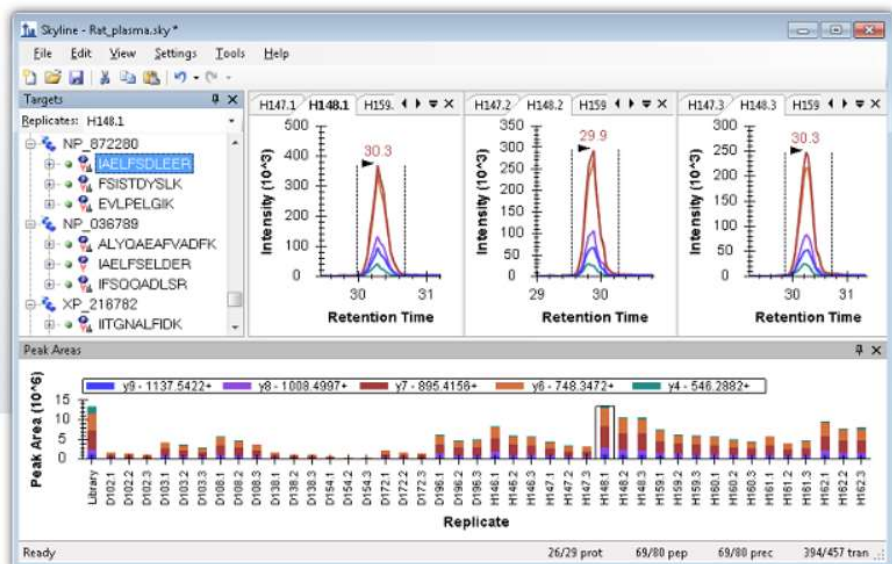 Skyline - Rat_plasma.sky *
File Edit View Settings Tools Help
Targets
Replicates: H148.1
NP_872280
IAELFSDLEER
FSISTDYSLK
EVLPELGIK
NP_036789
ALYQAEAFVADFK
IAELFSELDER
IFSQQADLSR
XP_216782
IITGNALFIDK
H147.1 H148.1 H159.
500
400
300
200
100
0
Intensity (10^3)
30.3
30 31
Retention Time
H147.2 H148.2 H159
350
300
250
200
150
100
50
0
Intensity (10^3)
29.9
29 30
Retention Time
H147.3 H148.3 H159
300
250
200
150
100
50
0
Intensity (10^3)
30.3
30 31
Retention Time
Peak Areas
y9 - 1137.5422+ y8 - 1008.4997+ y7 - 895.4156+ y6 - 748.3472+ y4 - 546.2882+
15
10
5
0
Peak Area (10^6)
Library D102.1 D102.2 D102.3 D103.1 D103.2 D103.3 D108.1 D108.2 D108.3 D138.1 D138.2 D138.3 D154.1 D154.2 D154.3 D172.1 D172.2 D172.3 D196.1 D196.2 D196.3 H146.1 H146.2 H146.3 H147.1 H147.2 H147.3 H148.1 H148.2 H148.3 H159.1 H159.2 H159.3 H160.1 H160.2 H160.3 H161.1 H161.2 H161.3 H162.1 H162.2 H162.3
Replicate
Ready 26/29 prot 69/80 pep 69/80 prec 394/457 tran